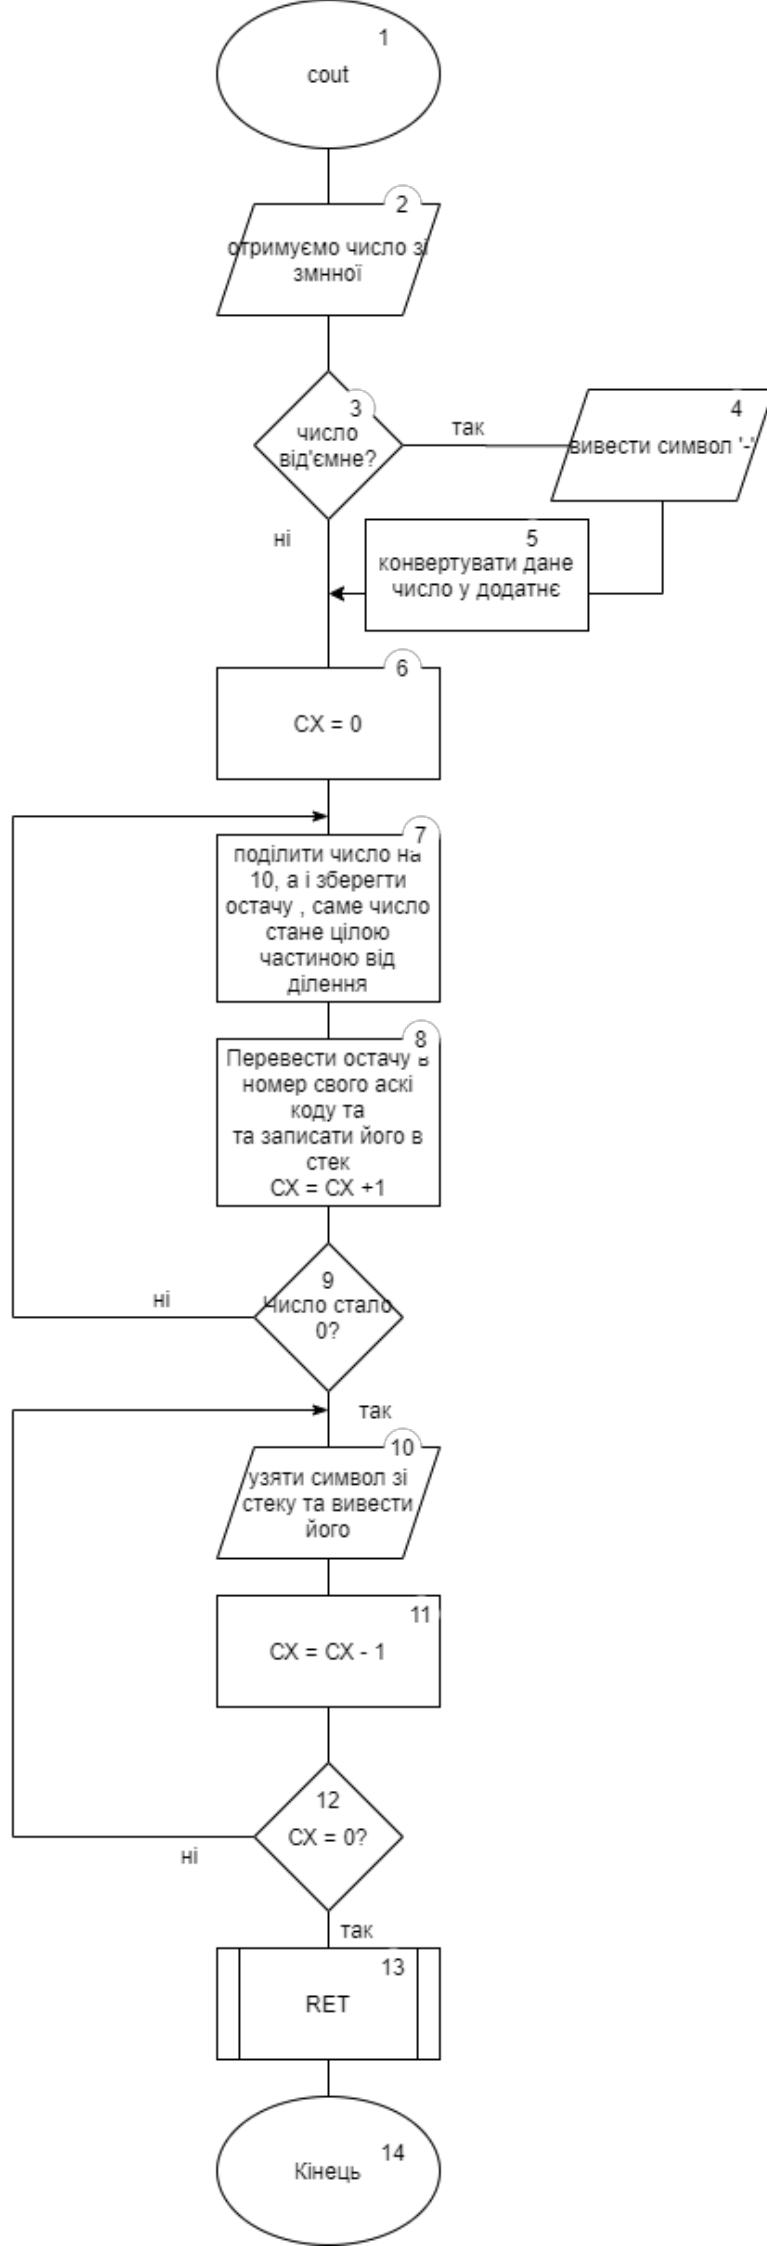 1
cout
2
отримуємо число зі
змнної
3
число
від'ємне?
так
4
вивести символ '-'
ні
5
конвертувати дане
число у додатнє
6
CX = 0
7
поділити число на
10, а і зберегти
остачу , саме число
стане цілою
частиною від
ділення
8
Перевести остачу в
номер свого аскі
коду та
та записати його в
стек
CX = CX +1
9
Число стало
0?
ні
так
10
узяти символ зі
стеку та вивести
його
11
CX = CX - 1
12
CX = 0?
ні
так
13
RET
14
Кінець